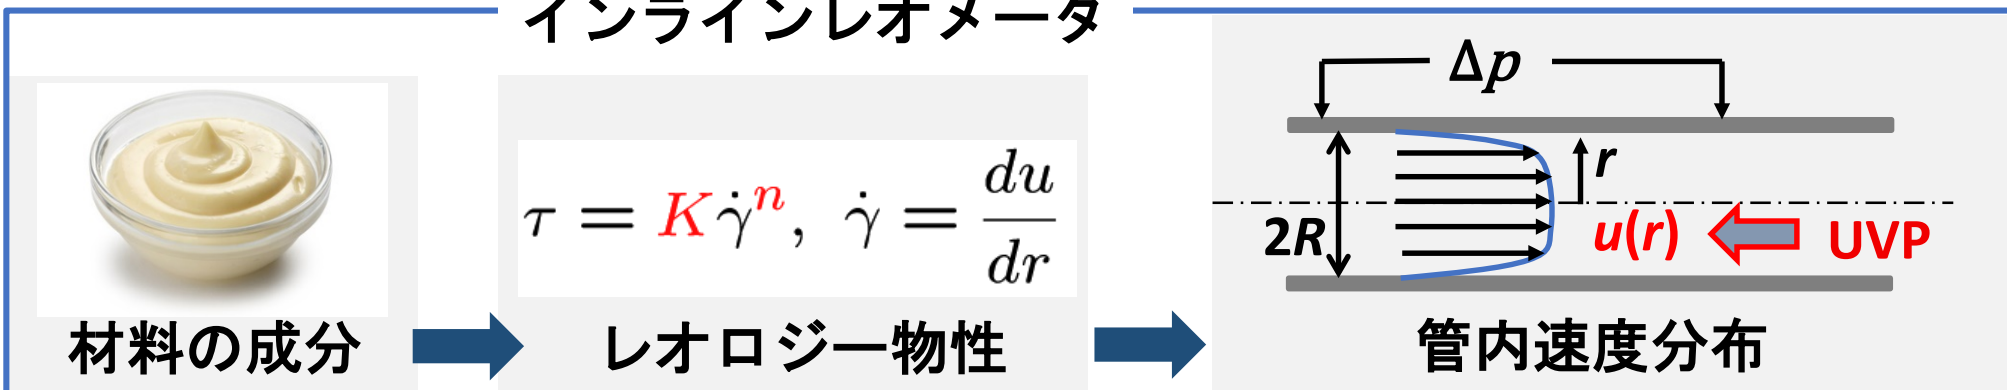 インラインレオメータ
Δp
r
2R
u(r)
UVP
τ = Kγ̇ⁿ, γ̇ = du/dr
材料の成分
レオロジー物性
管内速度分布